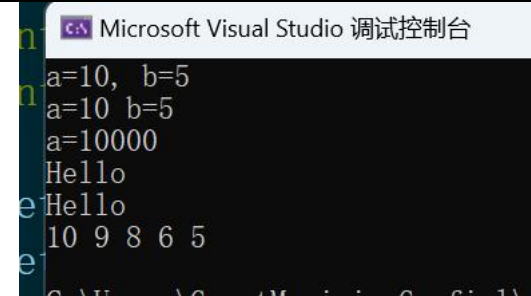 Microsoft Visual Studio 调试控制台
a=10, b=5
a=10 b=5
a=10000
Hello
Hello
10 9 8 6 5